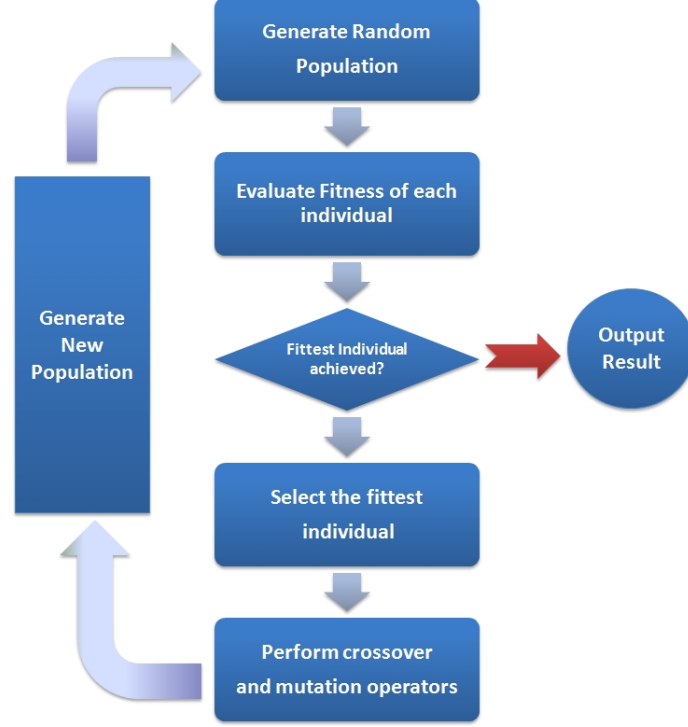 Generate Random
Population
Evaluate Fitness of each
individual
Fittest Individual
achieved?
Output
Result
Generate
New
Population
Select the fittest
individual
Perform crossover
and mutation operators